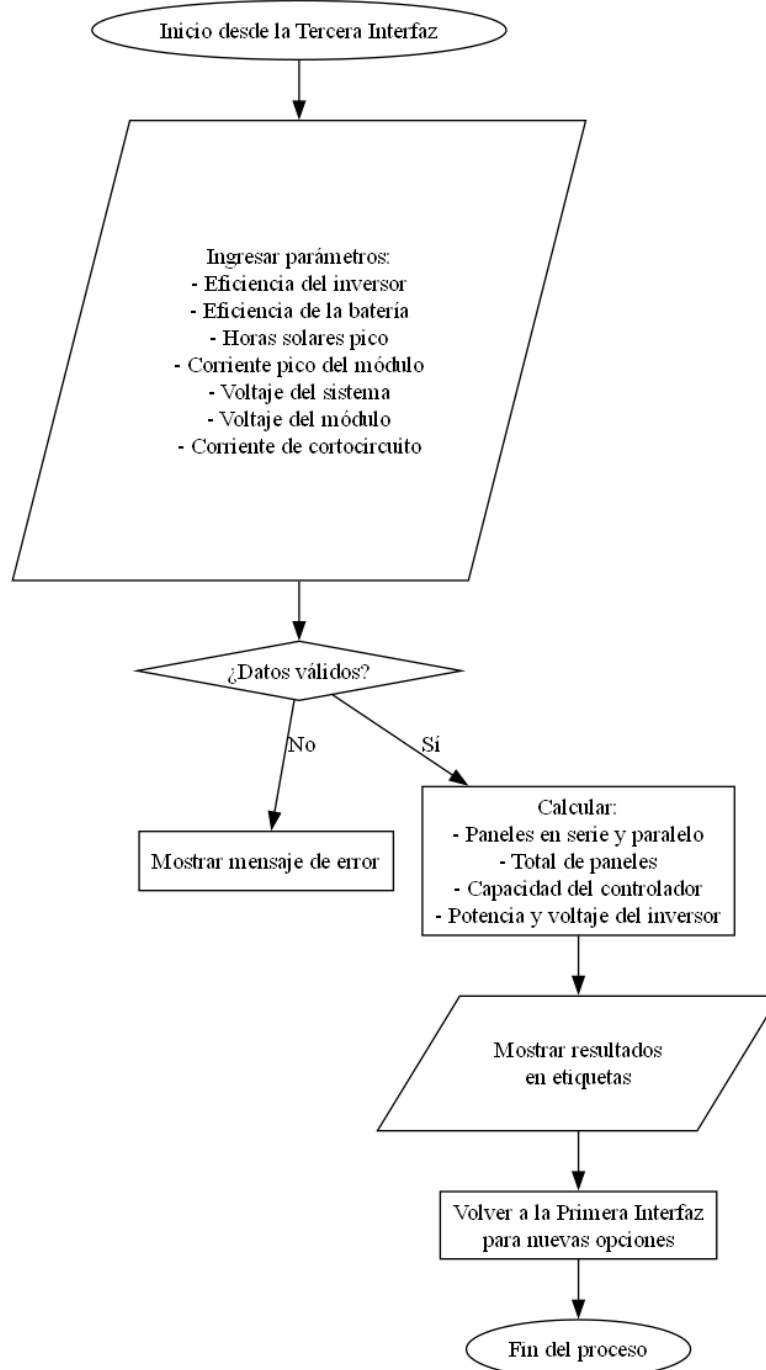 Inicio desde la Tercera Interfaz
Ingresar parámetros:
- Eficiencia del inversor
- Eficiencia de la batería
- Horas solares pico
- Corriente pico del módulo
- Voltaje del sistema
- Voltaje del módulo
- Corriente de cortocircuito
¿Datos válidos?
No
Sí
Mostrar mensaje de error
Calcular:
- Paneles en serie y paralelo
- Total de paneles
- Capacidad del controlador
- Potencia y voltaje del inversor
Mostrar resultados
en etiquetas
Volver a la Primera Interfaz
para nuevas opciones
Fin del proceso